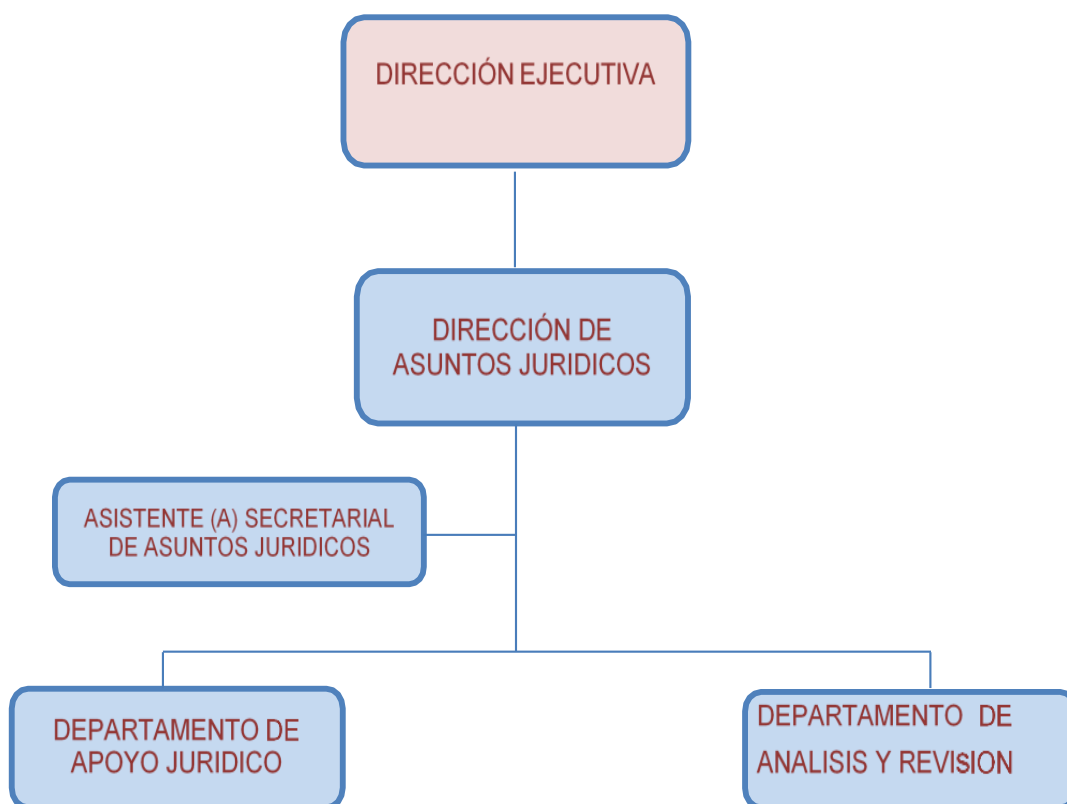 DIRECCIÓN EJECUTIVA
DIRECCIÓN DE
ASUNTOS JURIDICOS
ASISTENTE (A) SECRETARIAL
DE ASUNTOS JURIDICOS
DEPARTAMENTO DE
APOYO JURIDICO
DEPARTAMENTO DE
ANALISIS Y REVISION